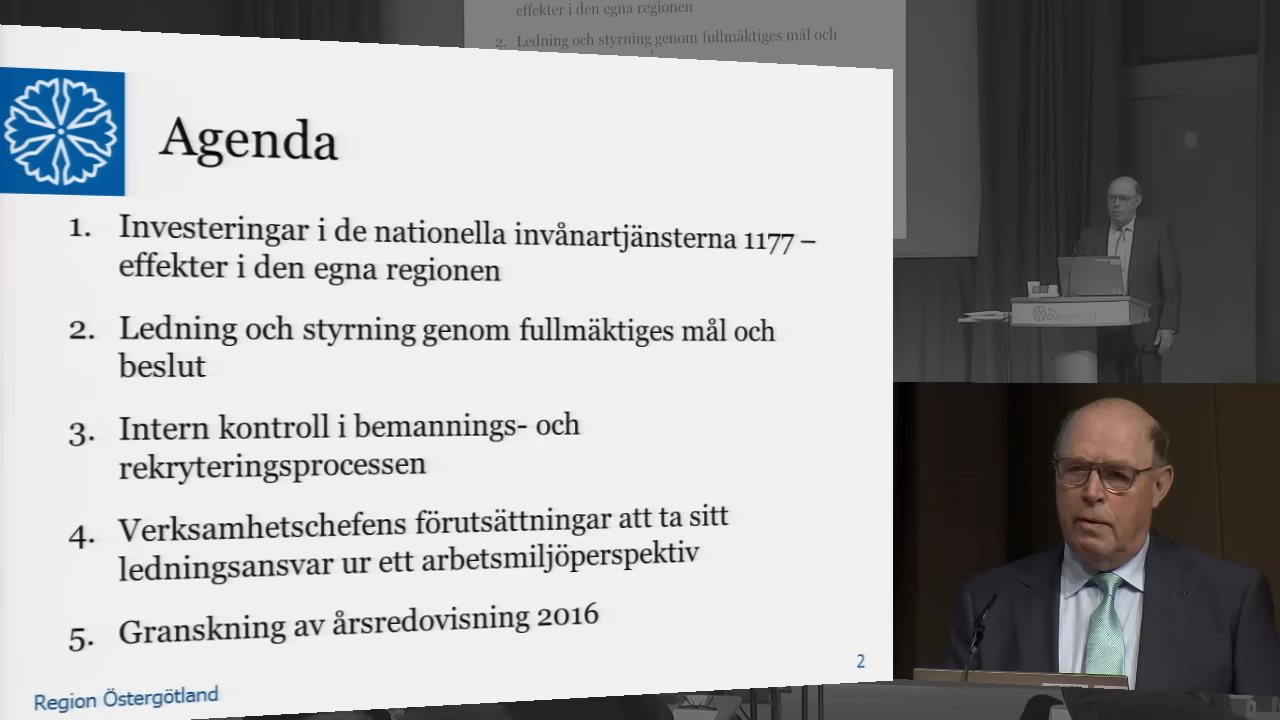 effekter i den egna regionen
2. Ledning och styrning genom fullmäktiges mål och
Agenda
1. Investeringar i de nationella invånartjänsterna 1177 –
effekter i den egna regionen
2. Ledning och styrning genom fullmäktiges mål och
beslut
3. Intern kontroll i bemannings- och
rekryteringsprocessen
4. Verksamhetschefens förutsättningar att ta sitt
ledningsansvar ur ett arbetsmiljöperspektiv
5. Granskning av årsredovisning 2016
2
Region Östergötland
Östergötland